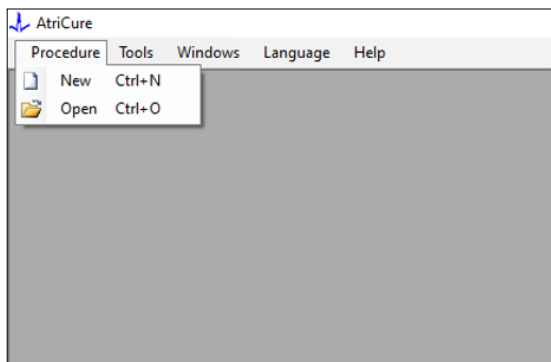 AtriCure
Procedure Tools Windows Language Help
New Ctrl+N
Open Ctrl+O